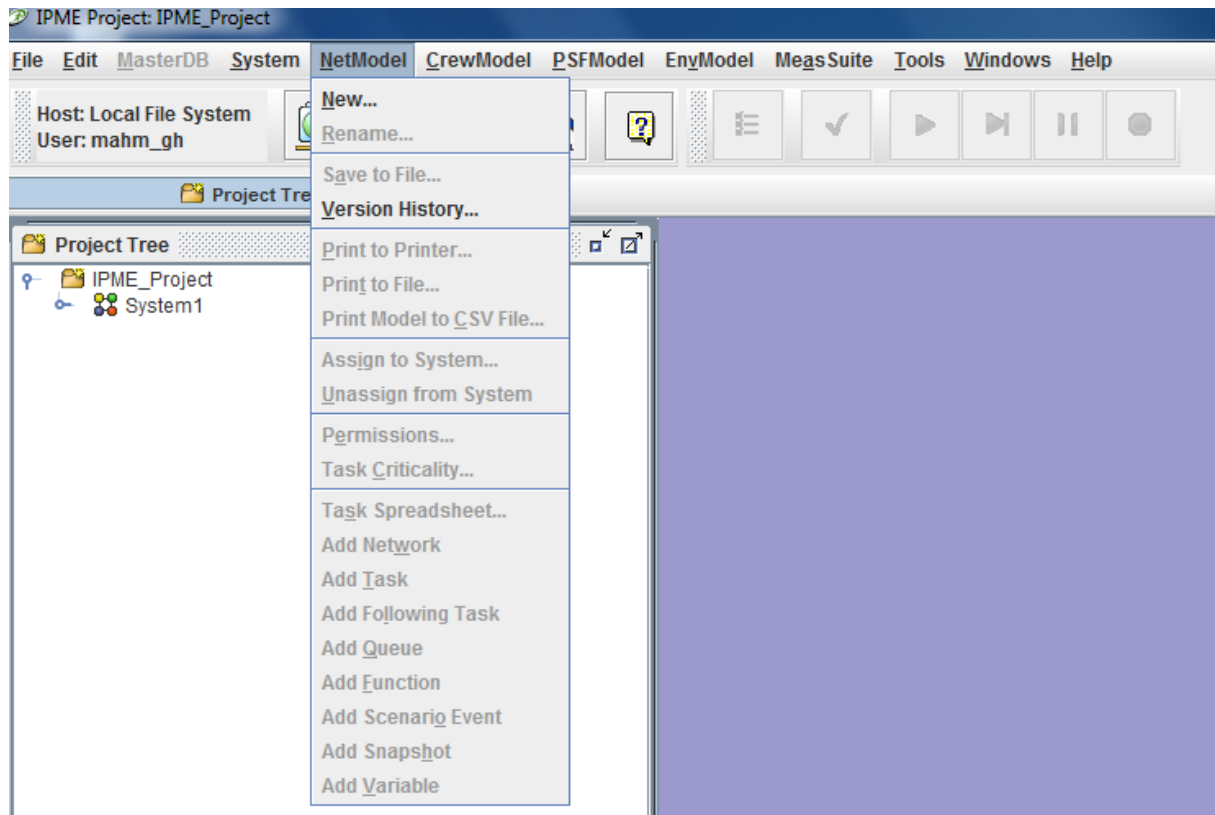 IPME Project: IPME_Project
File Edit MasterDB System NetModel CrewModel PSFModel EnvModel MeasSuite Tools Windows Help
Host: Local File System
User: mahm_gh
Project Tre
Project Tree
IPME_Project
System1
New...
Rename...
Save to File...
Version History...
Print to Printer...
Print to File...
Print Model to CSV File...
Assign to System...
Unassign from System
Permissions...
Task Criticality...
Task Spreadsheet...
Add Network
Add Task
Add Following Task
Add Queue
Add Function
Add Scenario Event
Add Snapshot
Add Variable